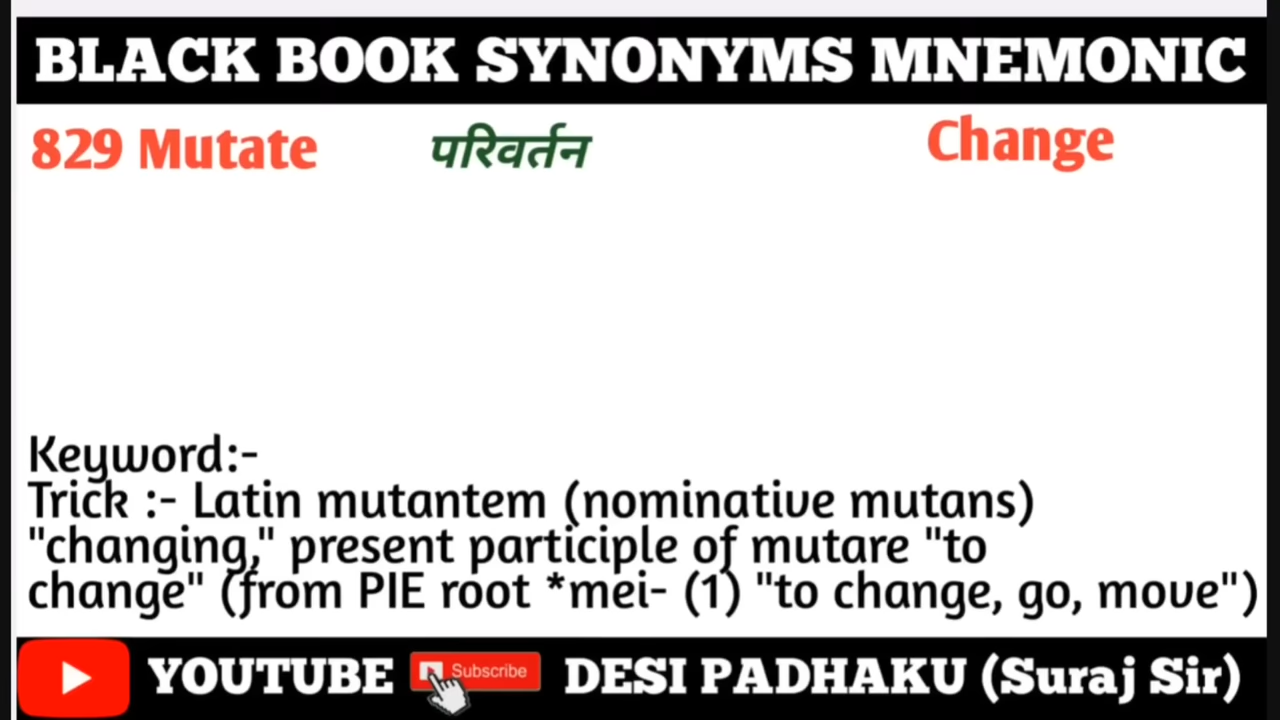 BLACK BOOK SYNONYMS MNEMONIC
829 Mutate परिवर्तन Change
Keyword:-
Trick :- Latin mutantem (nominative mutans)
"changing," present participle of mutare "to
change" (from PIE root *mei- (1) "to change, go, move")
YOUTUBE Subscribe DESI PADHAKU (Suraj Sir)